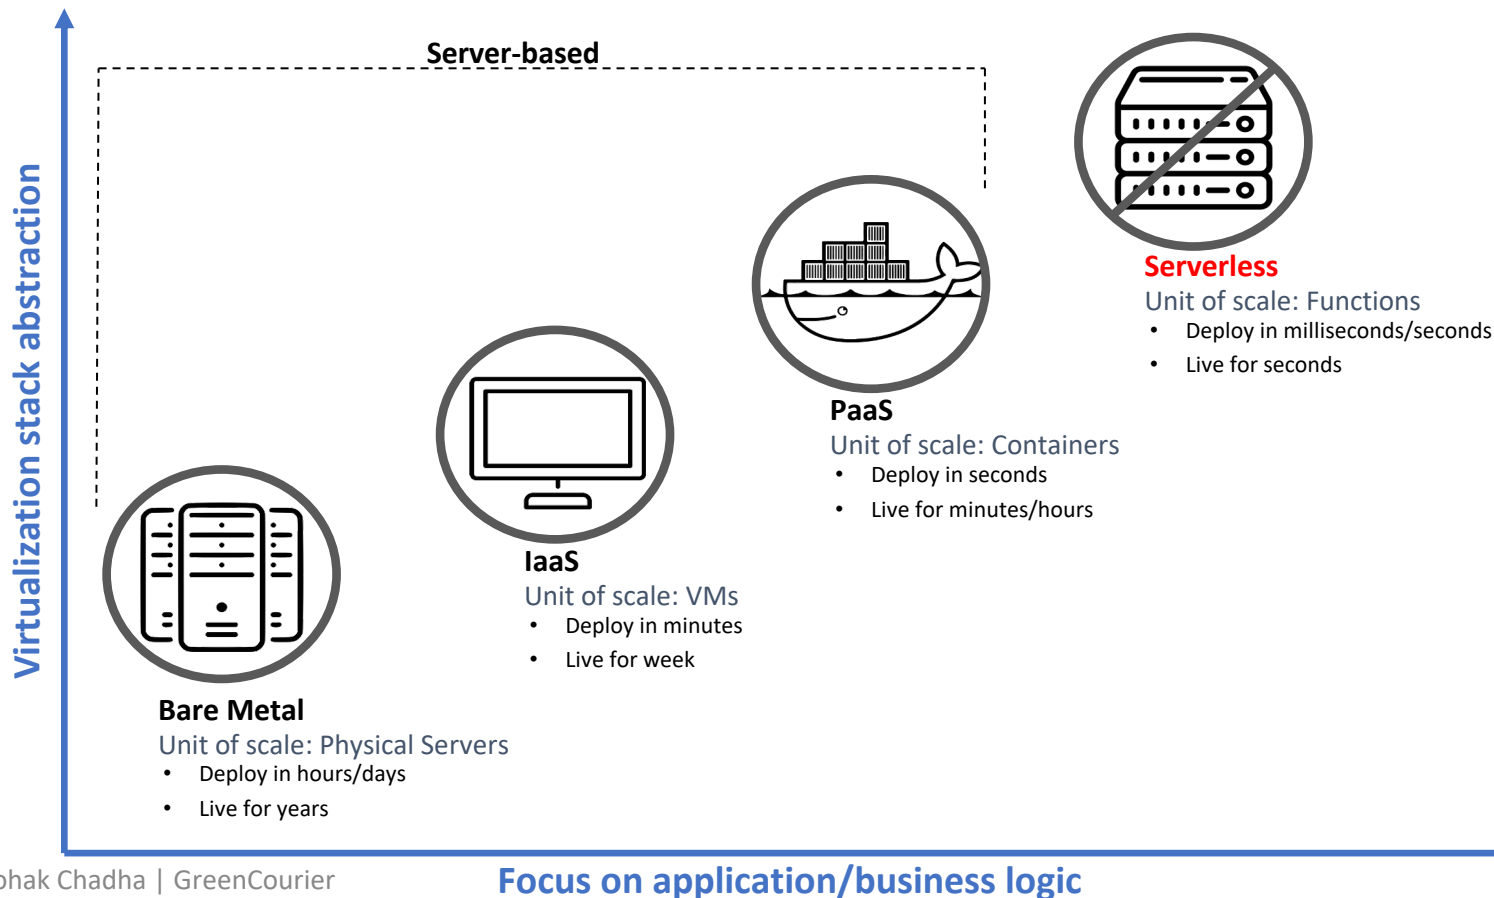 Server-based
Virtualization stack abstraction
Serverless
Unit of scale: Functions
• Deploy in milliseconds/seconds
• Live for seconds
PaaS
Unit of scale: Containers
• Deploy in seconds
• Live for minutes/hours
IaaS
Unit of scale: VMs
• Deploy in minutes
• Live for week
Bare Metal
Unit of scale: Physical Servers
• Deploy in hours/days
• Live for years
Chadha | GreenCourier
Focus on application/business logic